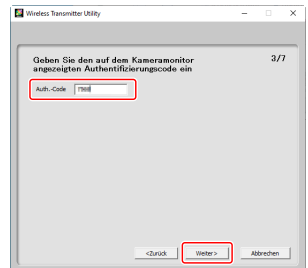 Wireless Transmitter Utility
Geben Sie den auf dem Kameramonitor 3/7
angezeigten Authentifizierungscode ein
Auth.-Code
<Zurück Weiter> Abbrechen